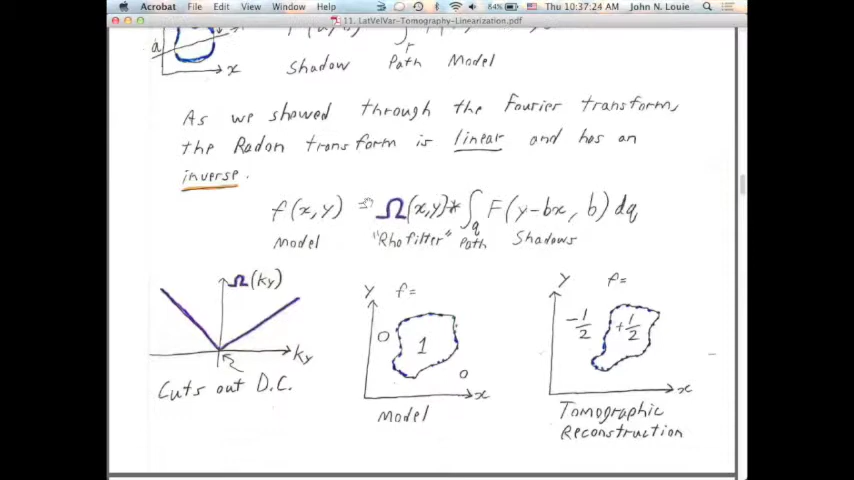 Acrobat File Edit View Window Help 84% Thu 10:37:24 AM John N. Louie
11. LatVelVar-Tomography-Linearization.pdf
a
x
Shadow Path Model
As we showed through the Fourier transform,
the Radon transform is linear and has an
inverse.
f(x,y) = Ω(x,y)* ∫q F(y-bx, b) dq
Model "Rho filter" Path Shadows
Ω(ky)
ky
Cuts out D.C.
y f=
0 1 0
x
Model
y f=
-1/2 +1/2
x
Tomographic
Reconstruction